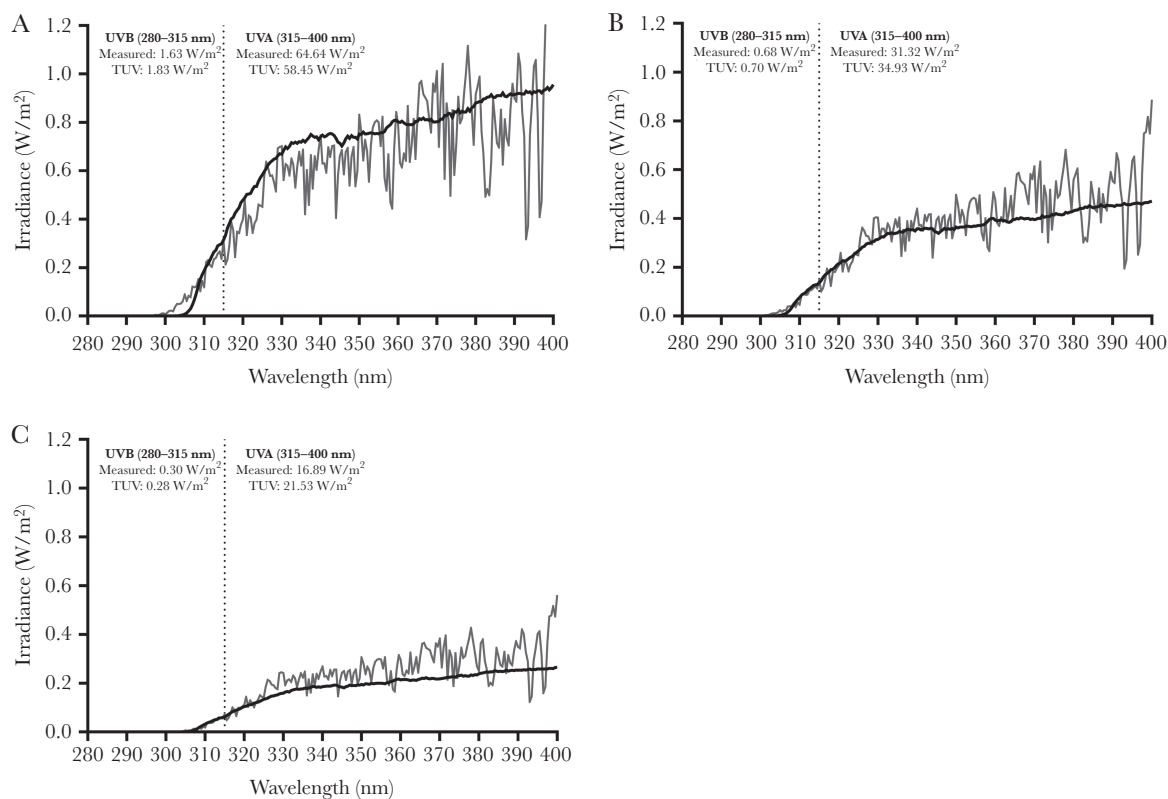 A
UVB (280–315 nm)
Measured: 1.63 W/m²
TUV: 1.83 W/m²
UVA (315–400 nm)
Measured: 64.64 W/m²
TUV: 58.45 W/m²
1.2
1.0
0.8
0.6
0.4
0.2
0.0
Irradiance (W/m²)
280 290 300 310 320 330 340 350 360 370 380 390 400
Wavelength (nm)
B
UVB (280–315 nm)
Measured: 0.68 W/m²
TUV: 0.70 W/m²
UVA (315–400 nm)
Measured: 31.32 W/m²
TUV: 34.93 W/m²
1.2
1.0
0.8
0.6
0.4
0.2
0.0
Irradiance (W/m²)
280 290 300 310 320 330 340 350 360 370 380 390 400
Wavelength (nm)
C
UVB (280–315 nm)
Measured: 0.30 W/m²
TUV: 0.28 W/m²
UVA (315–400 nm)
Measured: 16.89 W/m²
TUV: 21.53 W/m²
1.2
1.0
0.8
0.6
0.4
0.2
0.0
Irradiance (W/m²)
280 290 300 310 320 330 340 350 360 370 380 390 400
Wavelength (nm)